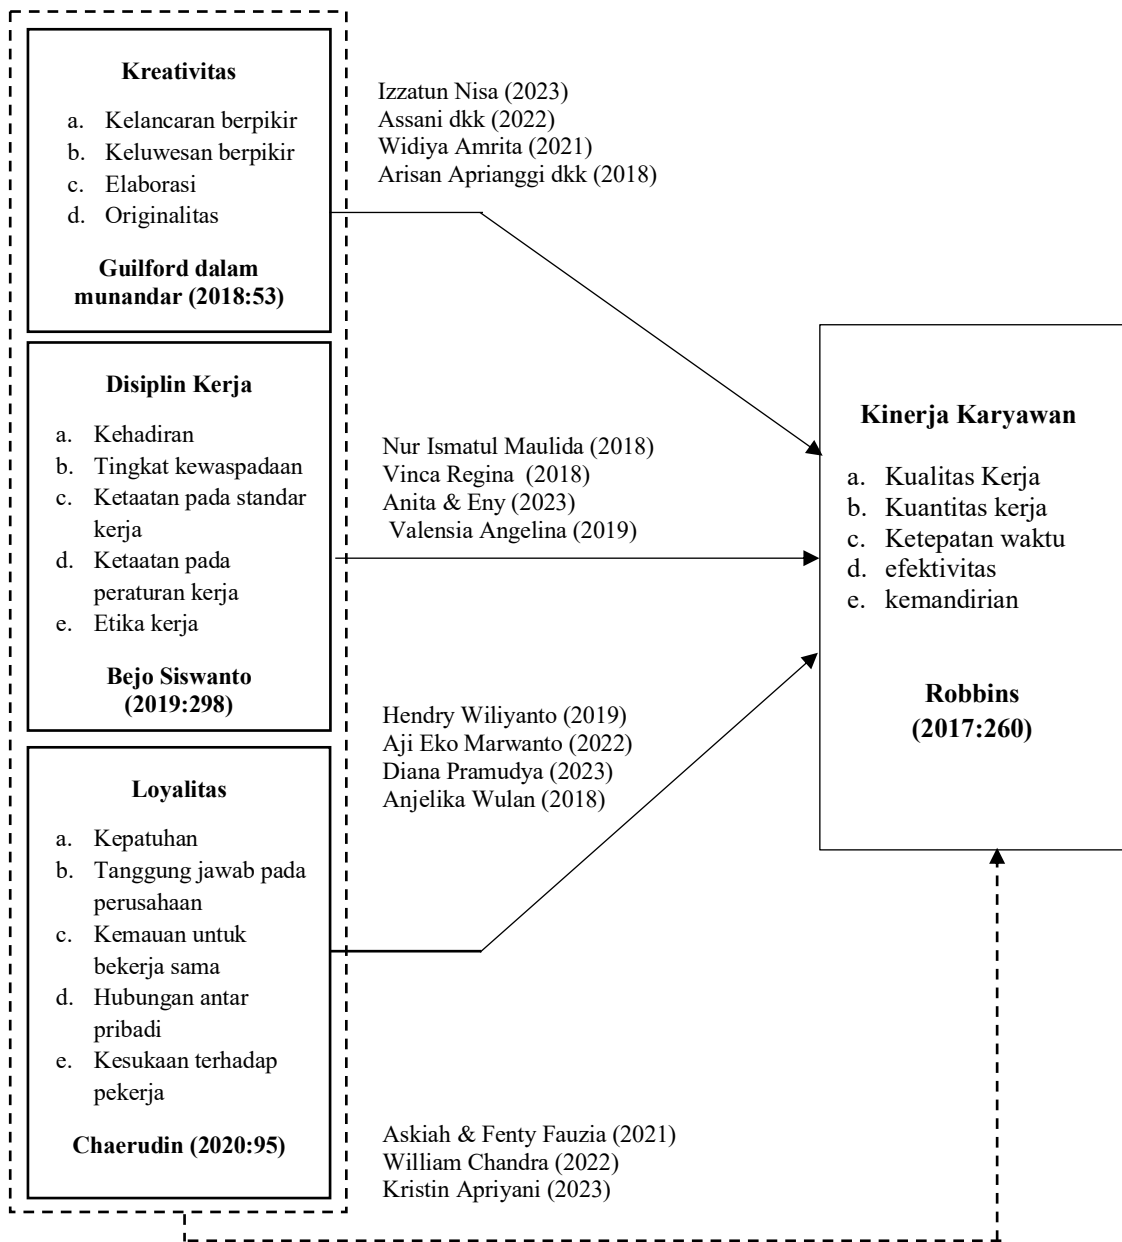 Kreativitas
a. Kelancaran berpikir
b. Keluwesan berpikir
c. Elaborasi
d. Originalitas
Guilford dalam
munandar (2018:53)
Izzatun Nisa (2023)
Assani dkk (2022)
Widiya Amrita (2021)
Arisan Aprianggi dkk (2018)
Disiplin Kerja
a. Kehadiran
b. Tingkat kewaspadaan
c. Ketaatan pada standar
kerja
d. Ketaatan pada
peraturan kerja
e. Etika kerja
Bejo Siswanto
(2019:298)
Nur Ismatul Maulida (2018)
Vinca Regina (2018)
Anita & Eny (2023)
Valensia Angelina (2019)
Kinerja Karyawan
a. Kualitas Kerja
b. Kuantitas kerja
c. Ketepatan waktu
d. efektivitas
e. kemandirian
Robbins
(2017:260)
Loyalitas
a. Kepatuhan
b. Tanggung jawab pada
perusahaan
c. Kemauan untuk
bekerja sama
d. Hubungan antar
pribadi
e. Kesukaan terhadap
pekerja
Chaerudin (2020:95)
Hendry Wiliyanto (2019)
Aji Eko Marwanto (2022)
Diana Pramudya (2023)
Anjelika Wulan (2018)
Askiah & Fenty Fauzia (2021)
William Chandra (2022)
Kristin Apriyani (2023)